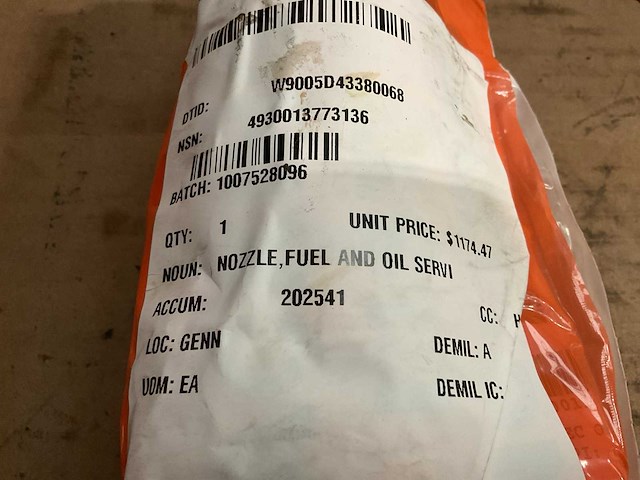 DTID: W9005D43380068
NSN: 4930013773136
BATCH: 1007528096
QTY: 1 UNIT PRICE: $1174.47
NOUN: NOZZLE,FUEL AND OIL SERVI
ACCUM: 202541 CC: H
LOC: GENN DEMIL: A
UOM: EA DEMIL IC: